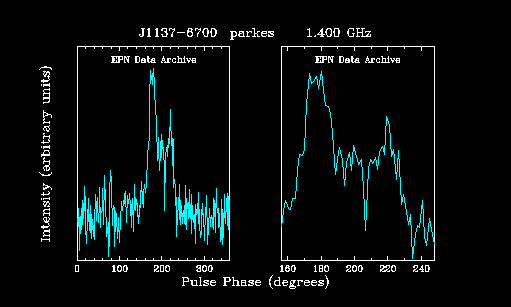 J1137-6700 parkes 1.400 GHz
EPN Data Archive EPN Data Archive
Intensity (arbitrary units)
0 100 200 300 160 180 200 220 240
Pulse Phase (degrees)